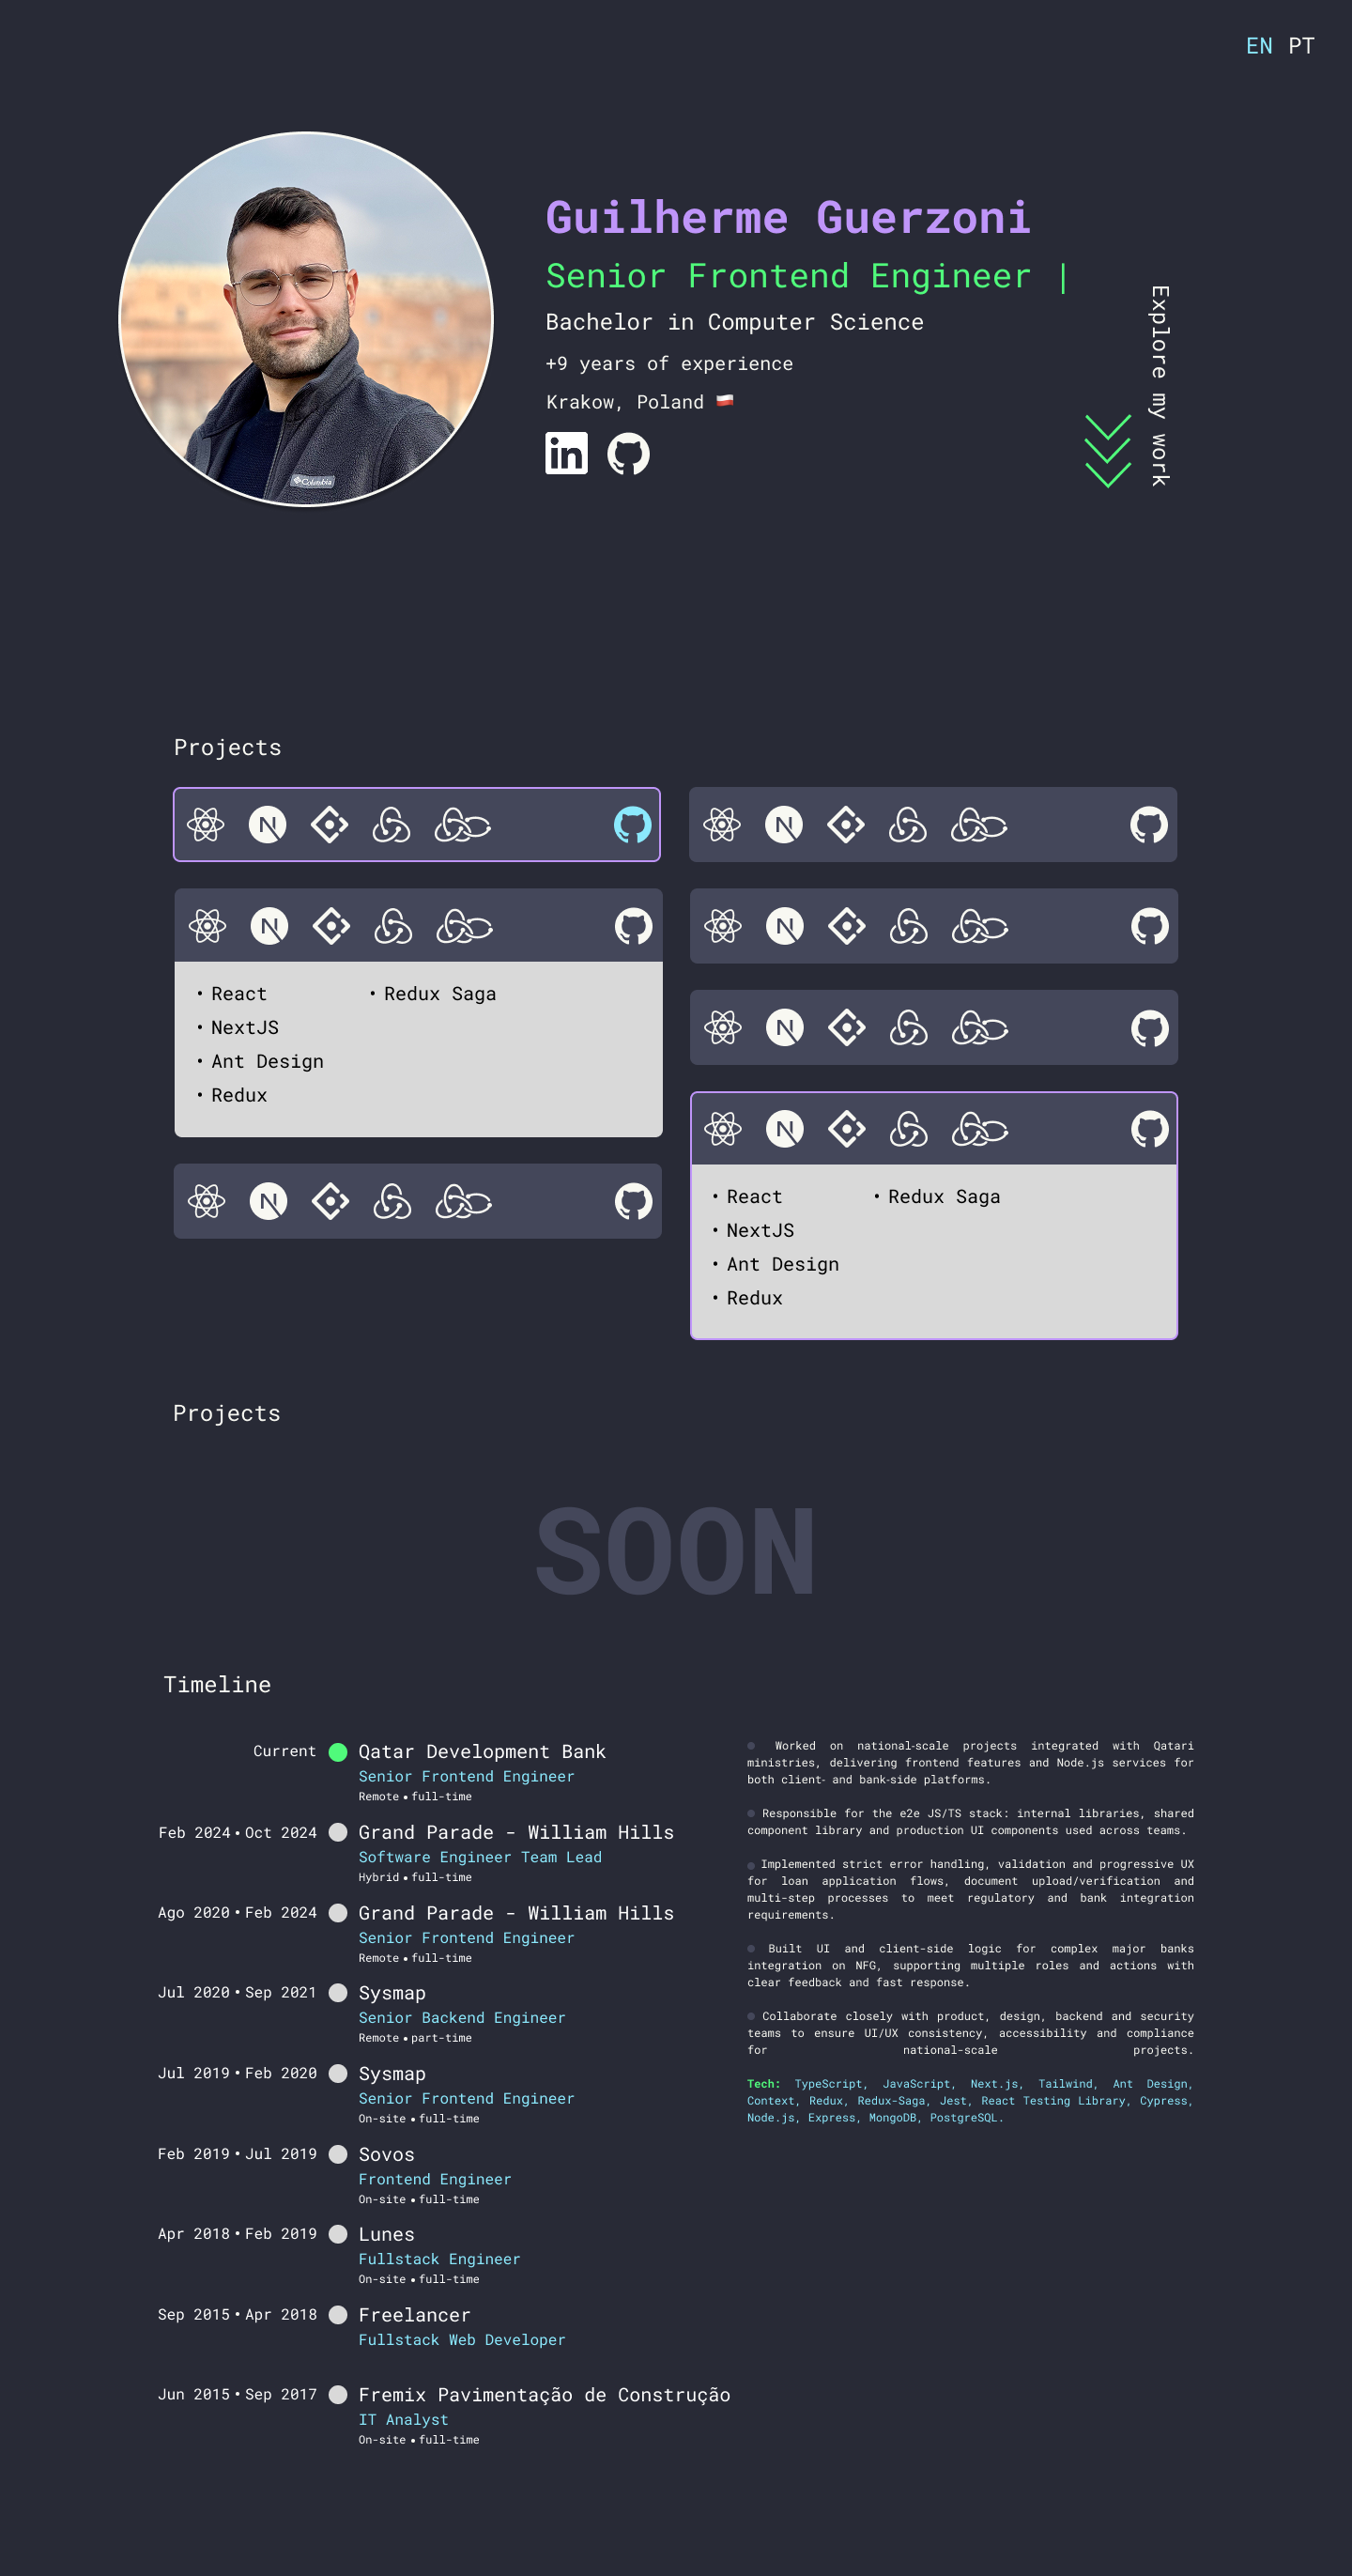 EN PT
Guilherme Guerzoni
Senior Frontend Engineer |
Bachelor in Computer Science
+9 years of experience
Krakow, Poland
in
Columbia
Explore my work
Projects
• React
• NextJS
• Ant Design
• Redux
• Redux Saga
• React
• NextJS
• Ant Design
• Redux
• Redux Saga
Projects
SOON
Timeline
Current
Qatar Development Bank
Senior Frontend Engineer
Remote • full-time
Feb 2024 • Oct 2024
Grand Parade - William Hills
Software Engineer Team Lead
Hybrid • full-time
Ago 2020 • Feb 2024
Grand Parade - William Hills
Senior Frontend Engineer
Remote • full-time
Jul 2020 • Sep 2021
Sysmap
Senior Backend Engineer
Remote • part-time
Jul 2019 • Feb 2020
Sysmap
Senior Frontend Engineer
On-site • full-time
Feb 2019 • Jul 2019
Sovos
Frontend Engineer
On-site • full-time
Apr 2018 • Feb 2019
Lunes
Fullstack Engineer
On-site • full-time
Sep 2015 • Apr 2018
Freelancer
Fullstack Web Developer
Jun 2015 • Sep 2017
Fremix Pavimentação de Construção
IT Analyst
On-site • full-time
● Worked on national-scale projects integrated with Qatari
ministries, delivering frontend features and Node.js services for
both client- and bank-side platforms.
● Responsible for the e2e JS/TS stack: internal libraries, shared
component library and production UI components used across teams.
● Implemented strict error handling, validation and progressive UX
for loan application flows, document upload/verification and
multi-step processes to meet regulatory and bank integration
requirements.
● Built UI and client-side logic for complex major banks
integration on NFG, supporting multiple roles and actions with
clear feedback and fast response.
● Collaborate closely with product, design, backend and security
teams to ensure UI/UX consistency, accessibility and compliance
for national-scale projects.
Tech: TypeScript, JavaScript, Next.js, Tailwind, Ant Design,
Context, Redux, Redux-Saga, Jest, React Testing Library, Cypress,
Node.js, Express, MongoDB, PostgreSQL.